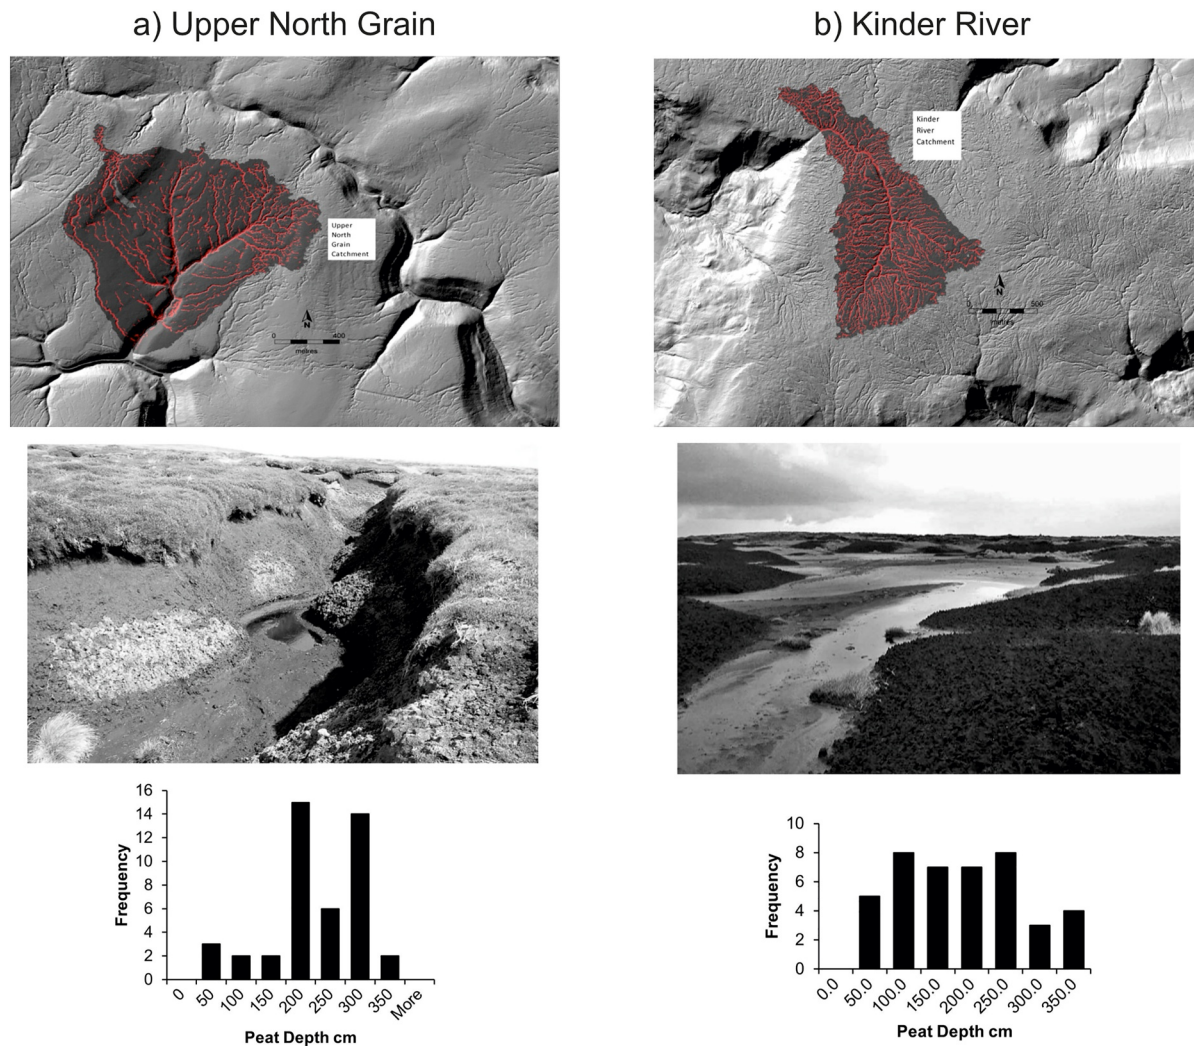 a) Upper North Grain
b) Kinder River
Upper
North
Grain
Catchment
N
0 400
metres
Kinder
River
Catchment
N
0 500
metres
Frequency
16
14
12
10
8
6
4
2
0
0 50 100 150 200 250 300 350 More
Peat Depth cm
Frequency
10
8
6
4
2
0
0.0 50.0 100.0 150.0 200.0 250.0 300.0 350.0
Peat Depth cm